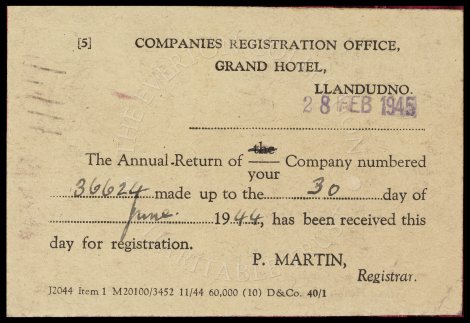 [5] COMPANIES REGISTRATION OFFICE,
GRAND HOTEL,
LLANDUDNO.
28 FEB 1945
The Annual Return of the Company numbered
your
36624 made up to the 30 day of
June. 1944, has been received this
day for registration.
P. MARTIN,
Registrar.
J2044 Item 1 M20100/3452 11/44 60,000 (10) D&Co. 40/1